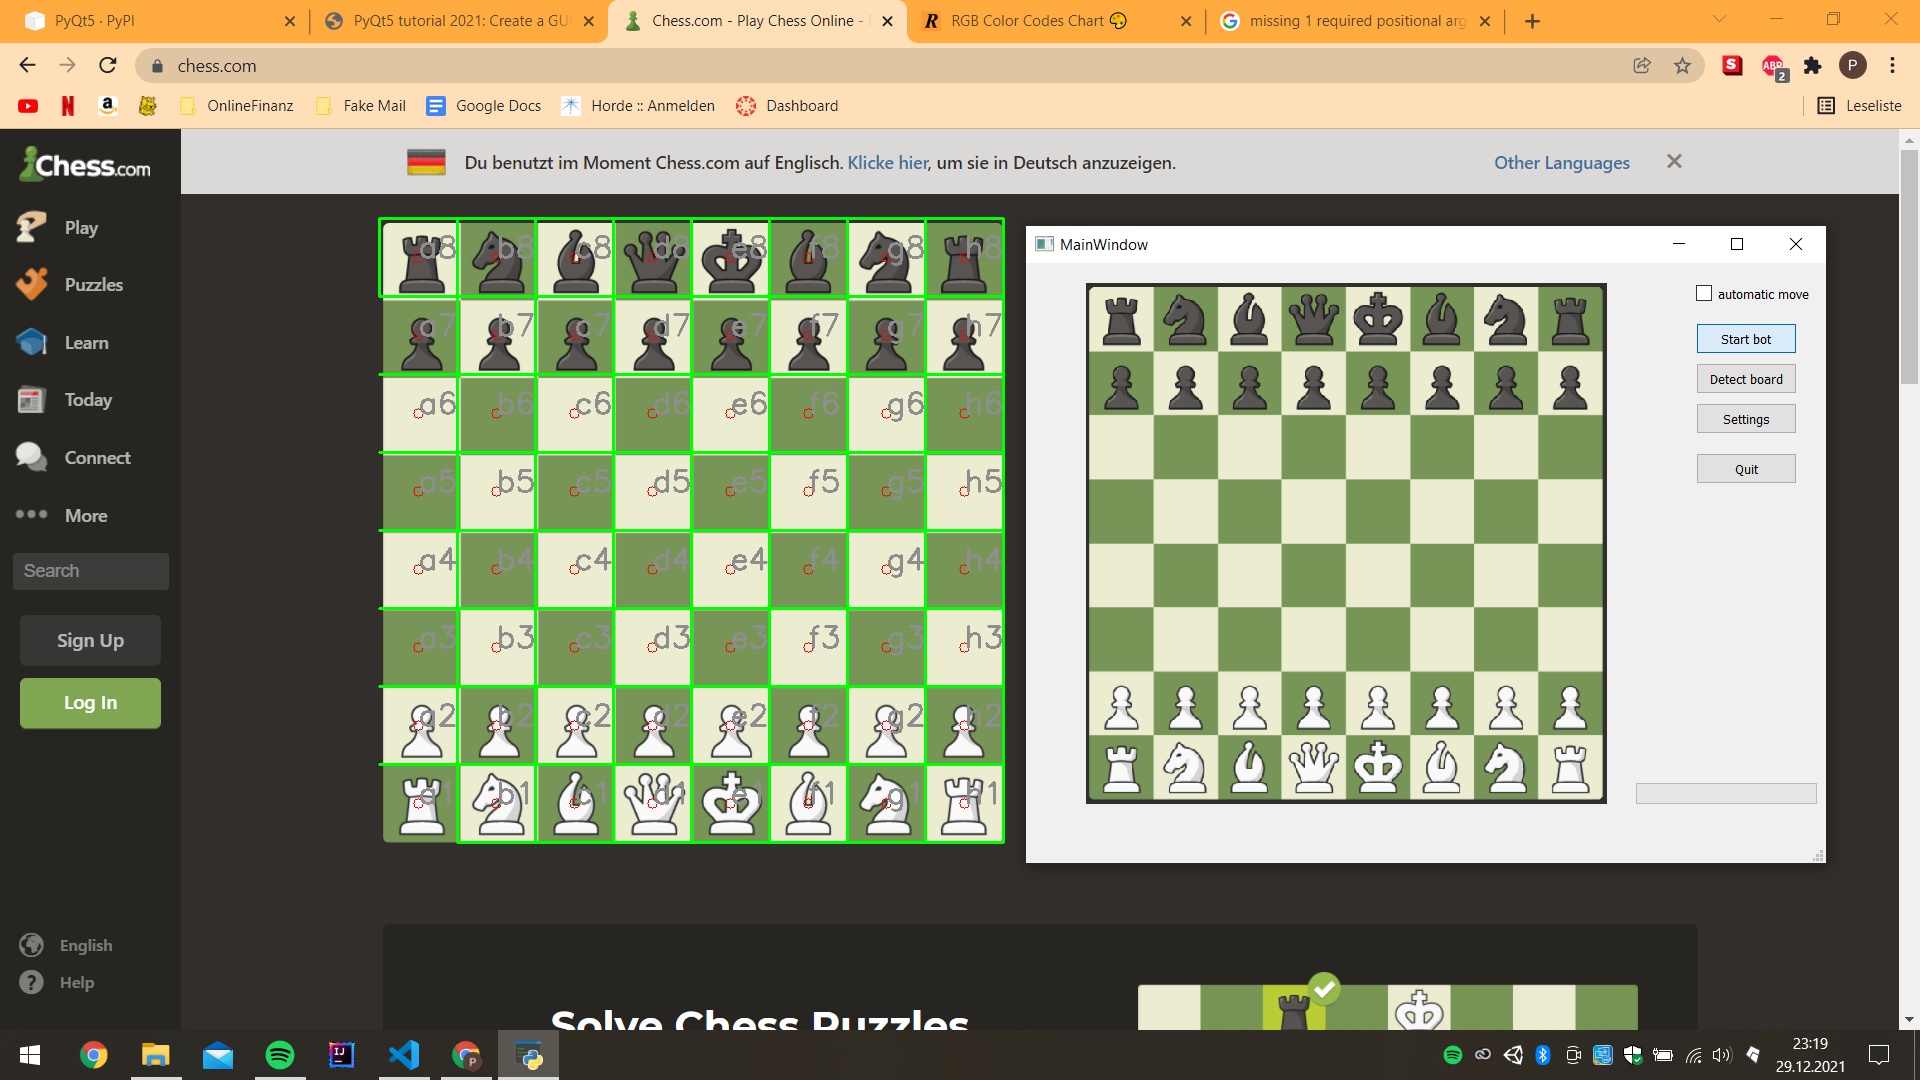 PyQt5 · PyPI
PyQt5 tutorial 2021: Create a GUI
Chess.com - Play Chess Online -
RGB Color Codes Chart 🎨
missing 1 required positional arg
chess.com
ABP
2
P
OnlineFinanz
Fake Mail
Google Docs
Horde :: Anmelden
Dashboard
Leseliste
Chess.com
Du benutzt im Moment Chess.com auf Englisch. Klicke hier, um sie in Deutsch anzuzeigen.
Other Languages
Play
Puzzles
Learn
Today
Connect
More
Search
Sign Up
Log In
English
Help
a8 b8 c8 d8 e8 f8 g8 h8
a7 b7 c7 d7 e7 f7 g7 h7
a6 b6 c6 d6 e6 f6 g6 h6
a5 b5 c5 d5 e5 f5 g5 h5
a4 b4 c4 d4 e4 f4 g4 h4
a3 b3 c3 d3 e3 f3 g3 h3
a2 b2 c2 d2 e2 f2 g2 h2
a1 b1 c1 d1 e1 f1 g1 h1
MainWindow
automatic move
Start bot
Detect board
Settings
Quit
Solve Chess Puzzles
23:19
29.12.2021